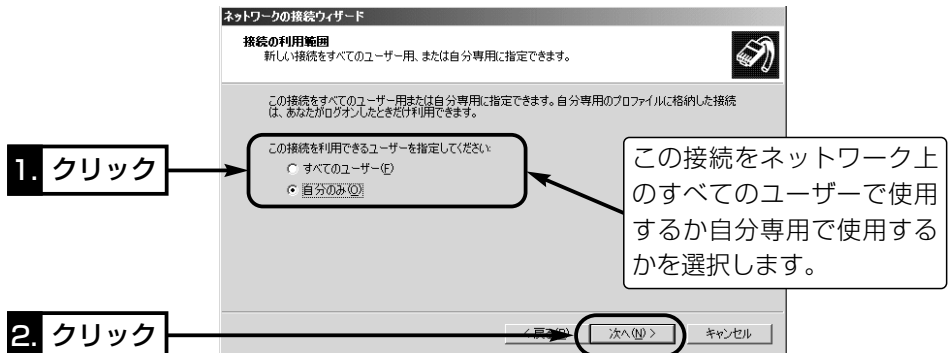 ネットワークの接続ウィザード
接続の利用範囲
新しい接続をすべてのユーザー用、または自分専用に指定できます。
この接続をすべてのユーザー用または自分専用に指定できます。自分専用のプロファイルに格納した接続
は、あなたがログオンしたときだけ利用できます。
1. クリック
この接続を利用できるユーザーを指定してください:
すべてのユーザー(F)
自分のみ(O)
この接続をネットワーク上
のすべてのユーザーで使用
するか自分専用で使用する
かを選択します。
2. クリック
< 戻る(B)
次へ(N) >
キャンセル